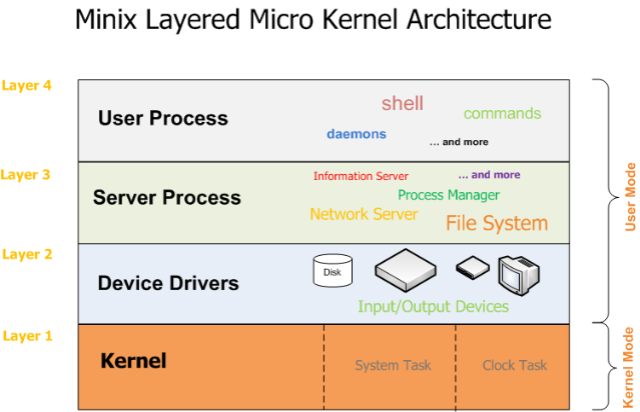 Minix Layered Micro Kernel Architecture
Layer 4
User Process
shell
commands
daemons
... and more
Layer 3
Server Process
Information Server
... and more
Process Manager
Network Server
File System
User Mode
Layer 2
Device Drivers
Disk
Input/Output Devices
Layer 1
Kernel
System Task
Clock Task
Kernel Mode